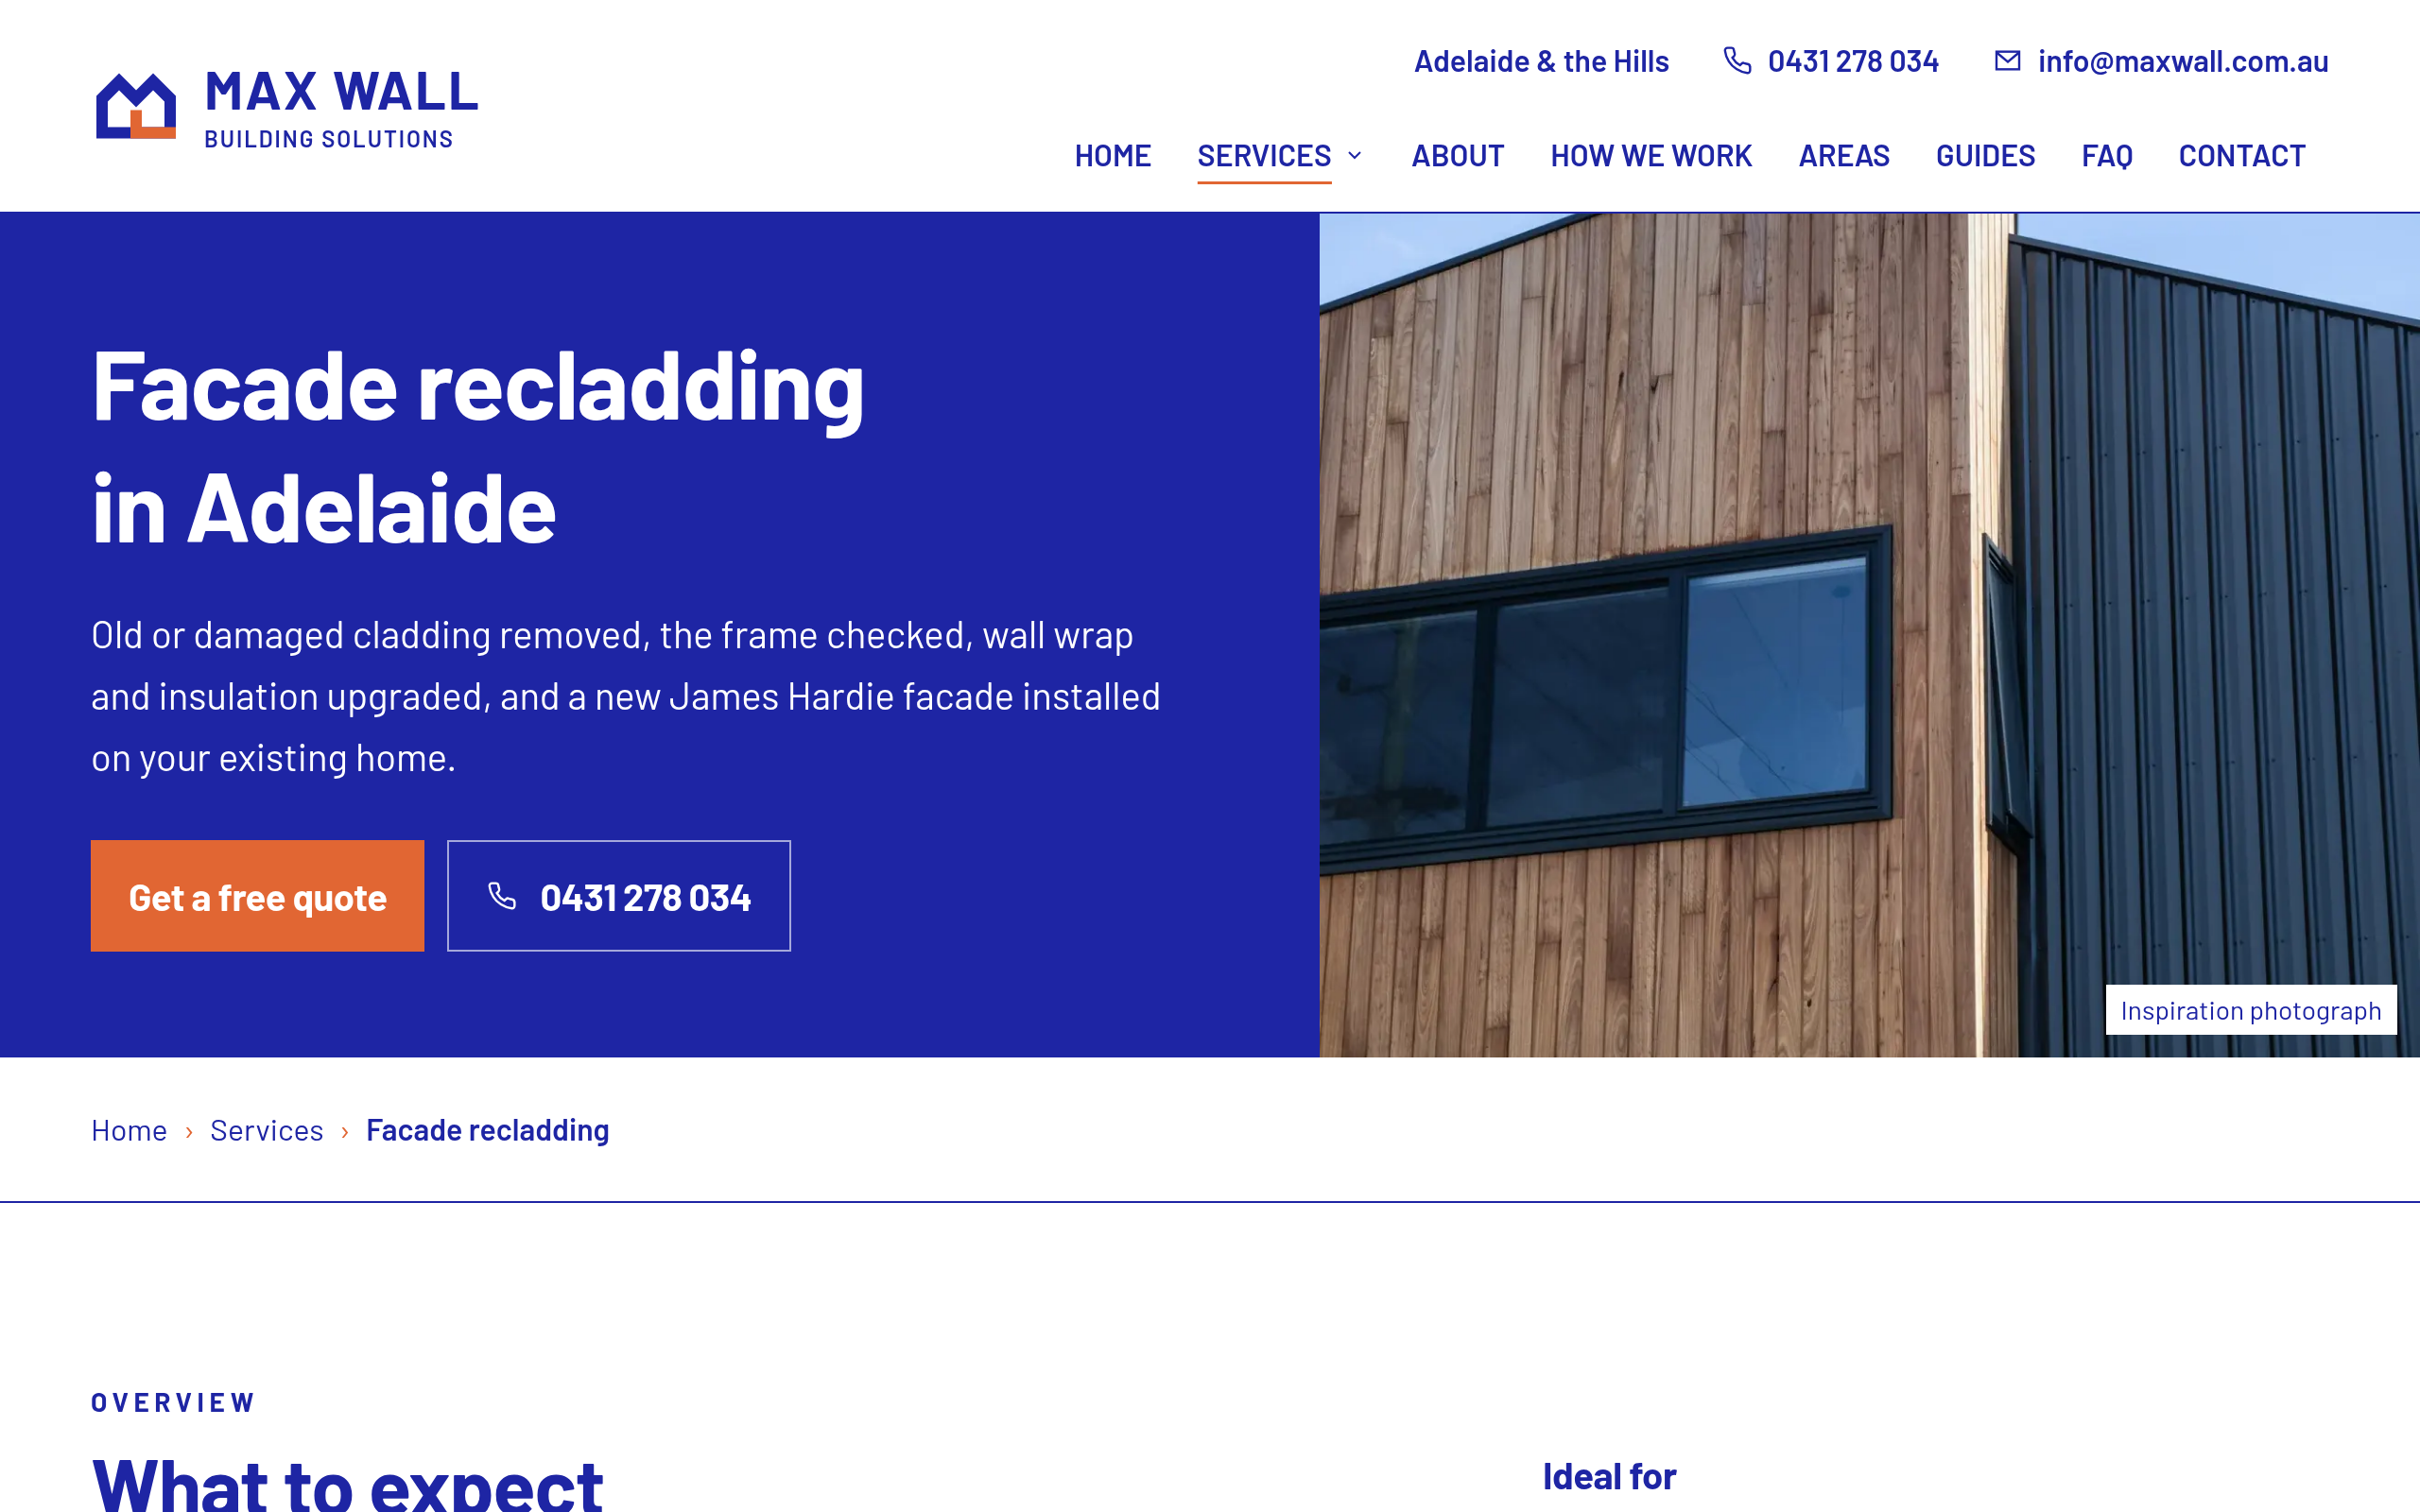 MAX WALL
BUILDING SOLUTIONS
Adelaide & the Hills 0431 278 034 info@maxwall.com.au
HOME SERVICES ABOUT HOW WE WORK AREAS GUIDES FAQ CONTACT
Facade recladding
in Adelaide
Old or damaged cladding removed, the frame checked, wall wrap
and insulation upgraded, and a new James Hardie facade installed
on your existing home.
Get a free quote 0431 278 034
Inspiration photograph
Home › Services › Facade recladding
OVERVIEW
What to expect
Ideal for